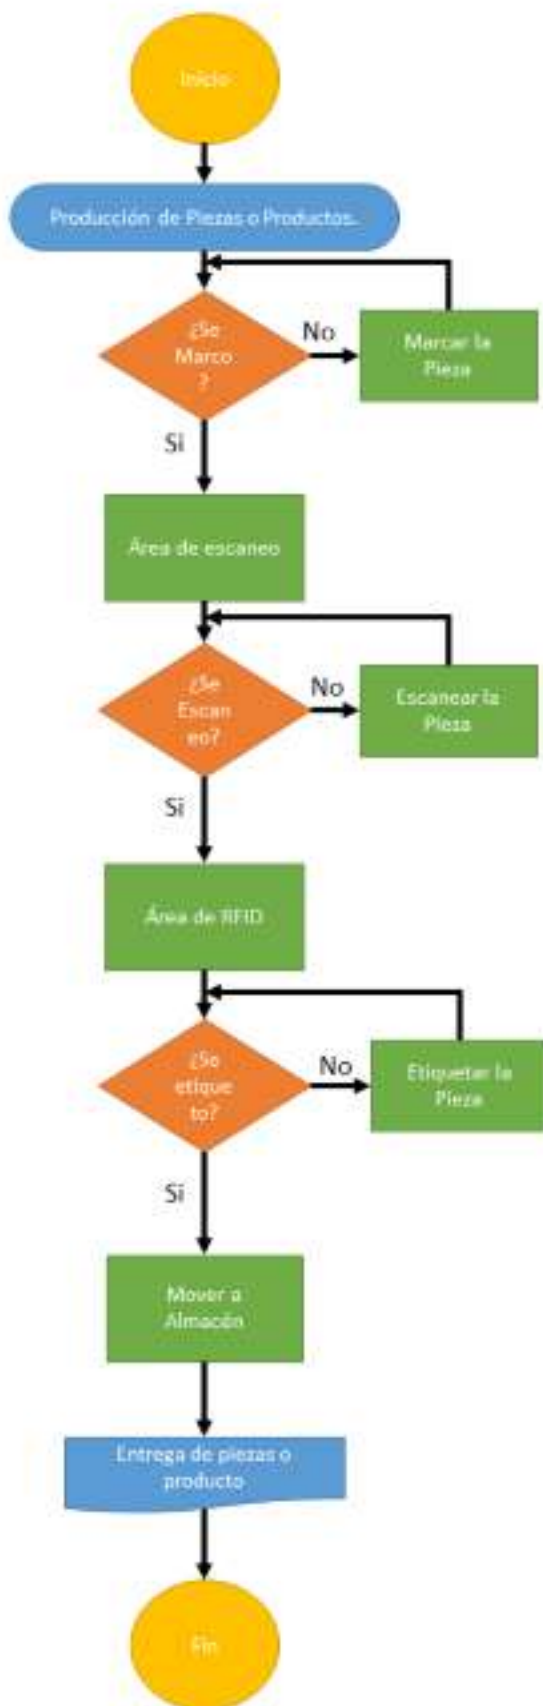 Inicio
Producción de Piezas o Productos.
¿Se
Marco
?
No
Marcar la
Pieza
Si
Área de escaneo
¿Se
Escan
eo?
No
Escanear la
Pieza
Si
Área de RFID
¿Se
etique
to?
No
Etiquetar la
Pieza
Si
Mover a
Almacén
Entrega de piezas o
producto
Fin